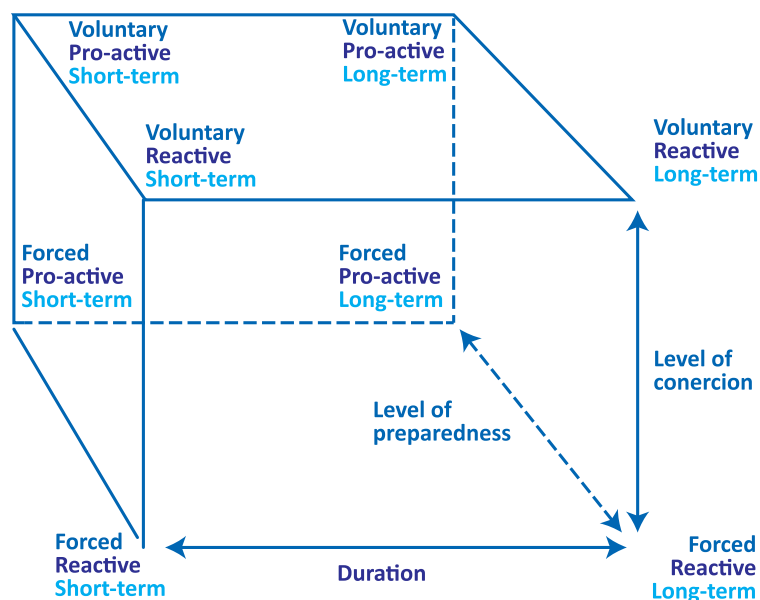 Voluntary
Pro-active
Short-term
Voluntary
Pro-active
Long-term
Voluntary
Reactive
Short-term
Voluntary
Reactive
Long-term
Forced
Pro-active
Short-term
Forced
Pro-active
Long-term
Level of
conercion
Level of
preparedness
Forced
Reactive
Short-term
Duration
Forced
Reactive
Long-term